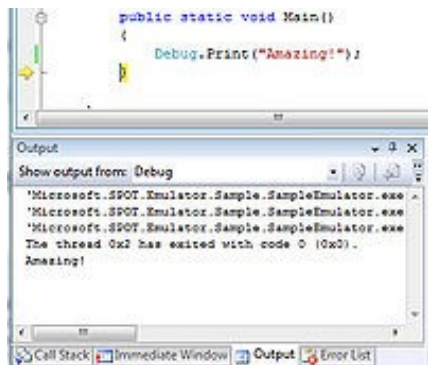 public static void Main()
{
Debug.Print("Amazing!");
}
Output
Show output from: Debug
'Microsoft.SPOT.Emulator.Sample.SampleEmulator.exe
'Microsoft.SPOT.Emulator.Sample.SampleEmulator.exe
'Microsoft.SPOT.Emulator.Sample.SampleEmulator.exe
The thread 0x2 has exited with code 0 (0x0).
Amazing!
Call Stack Immediate Window Output Error List